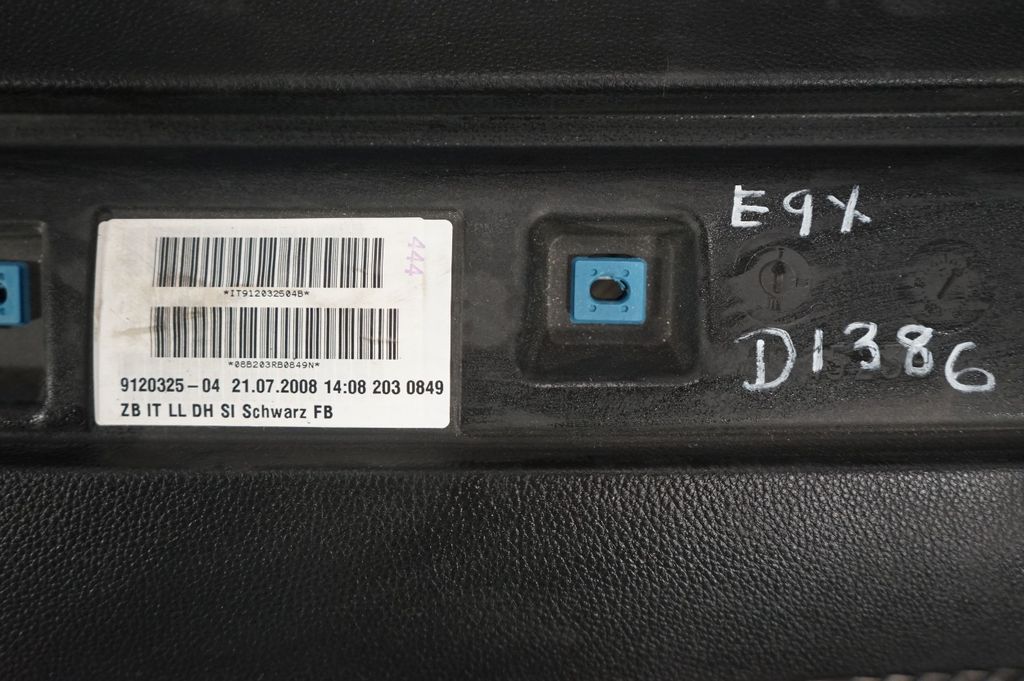 444
*IT912032504B*
*08B203RB0849N*
9120325-04 21.07.2008 14:08 203 0849
ZB IT LL DH SI Schwarz FB
E9X
D1386